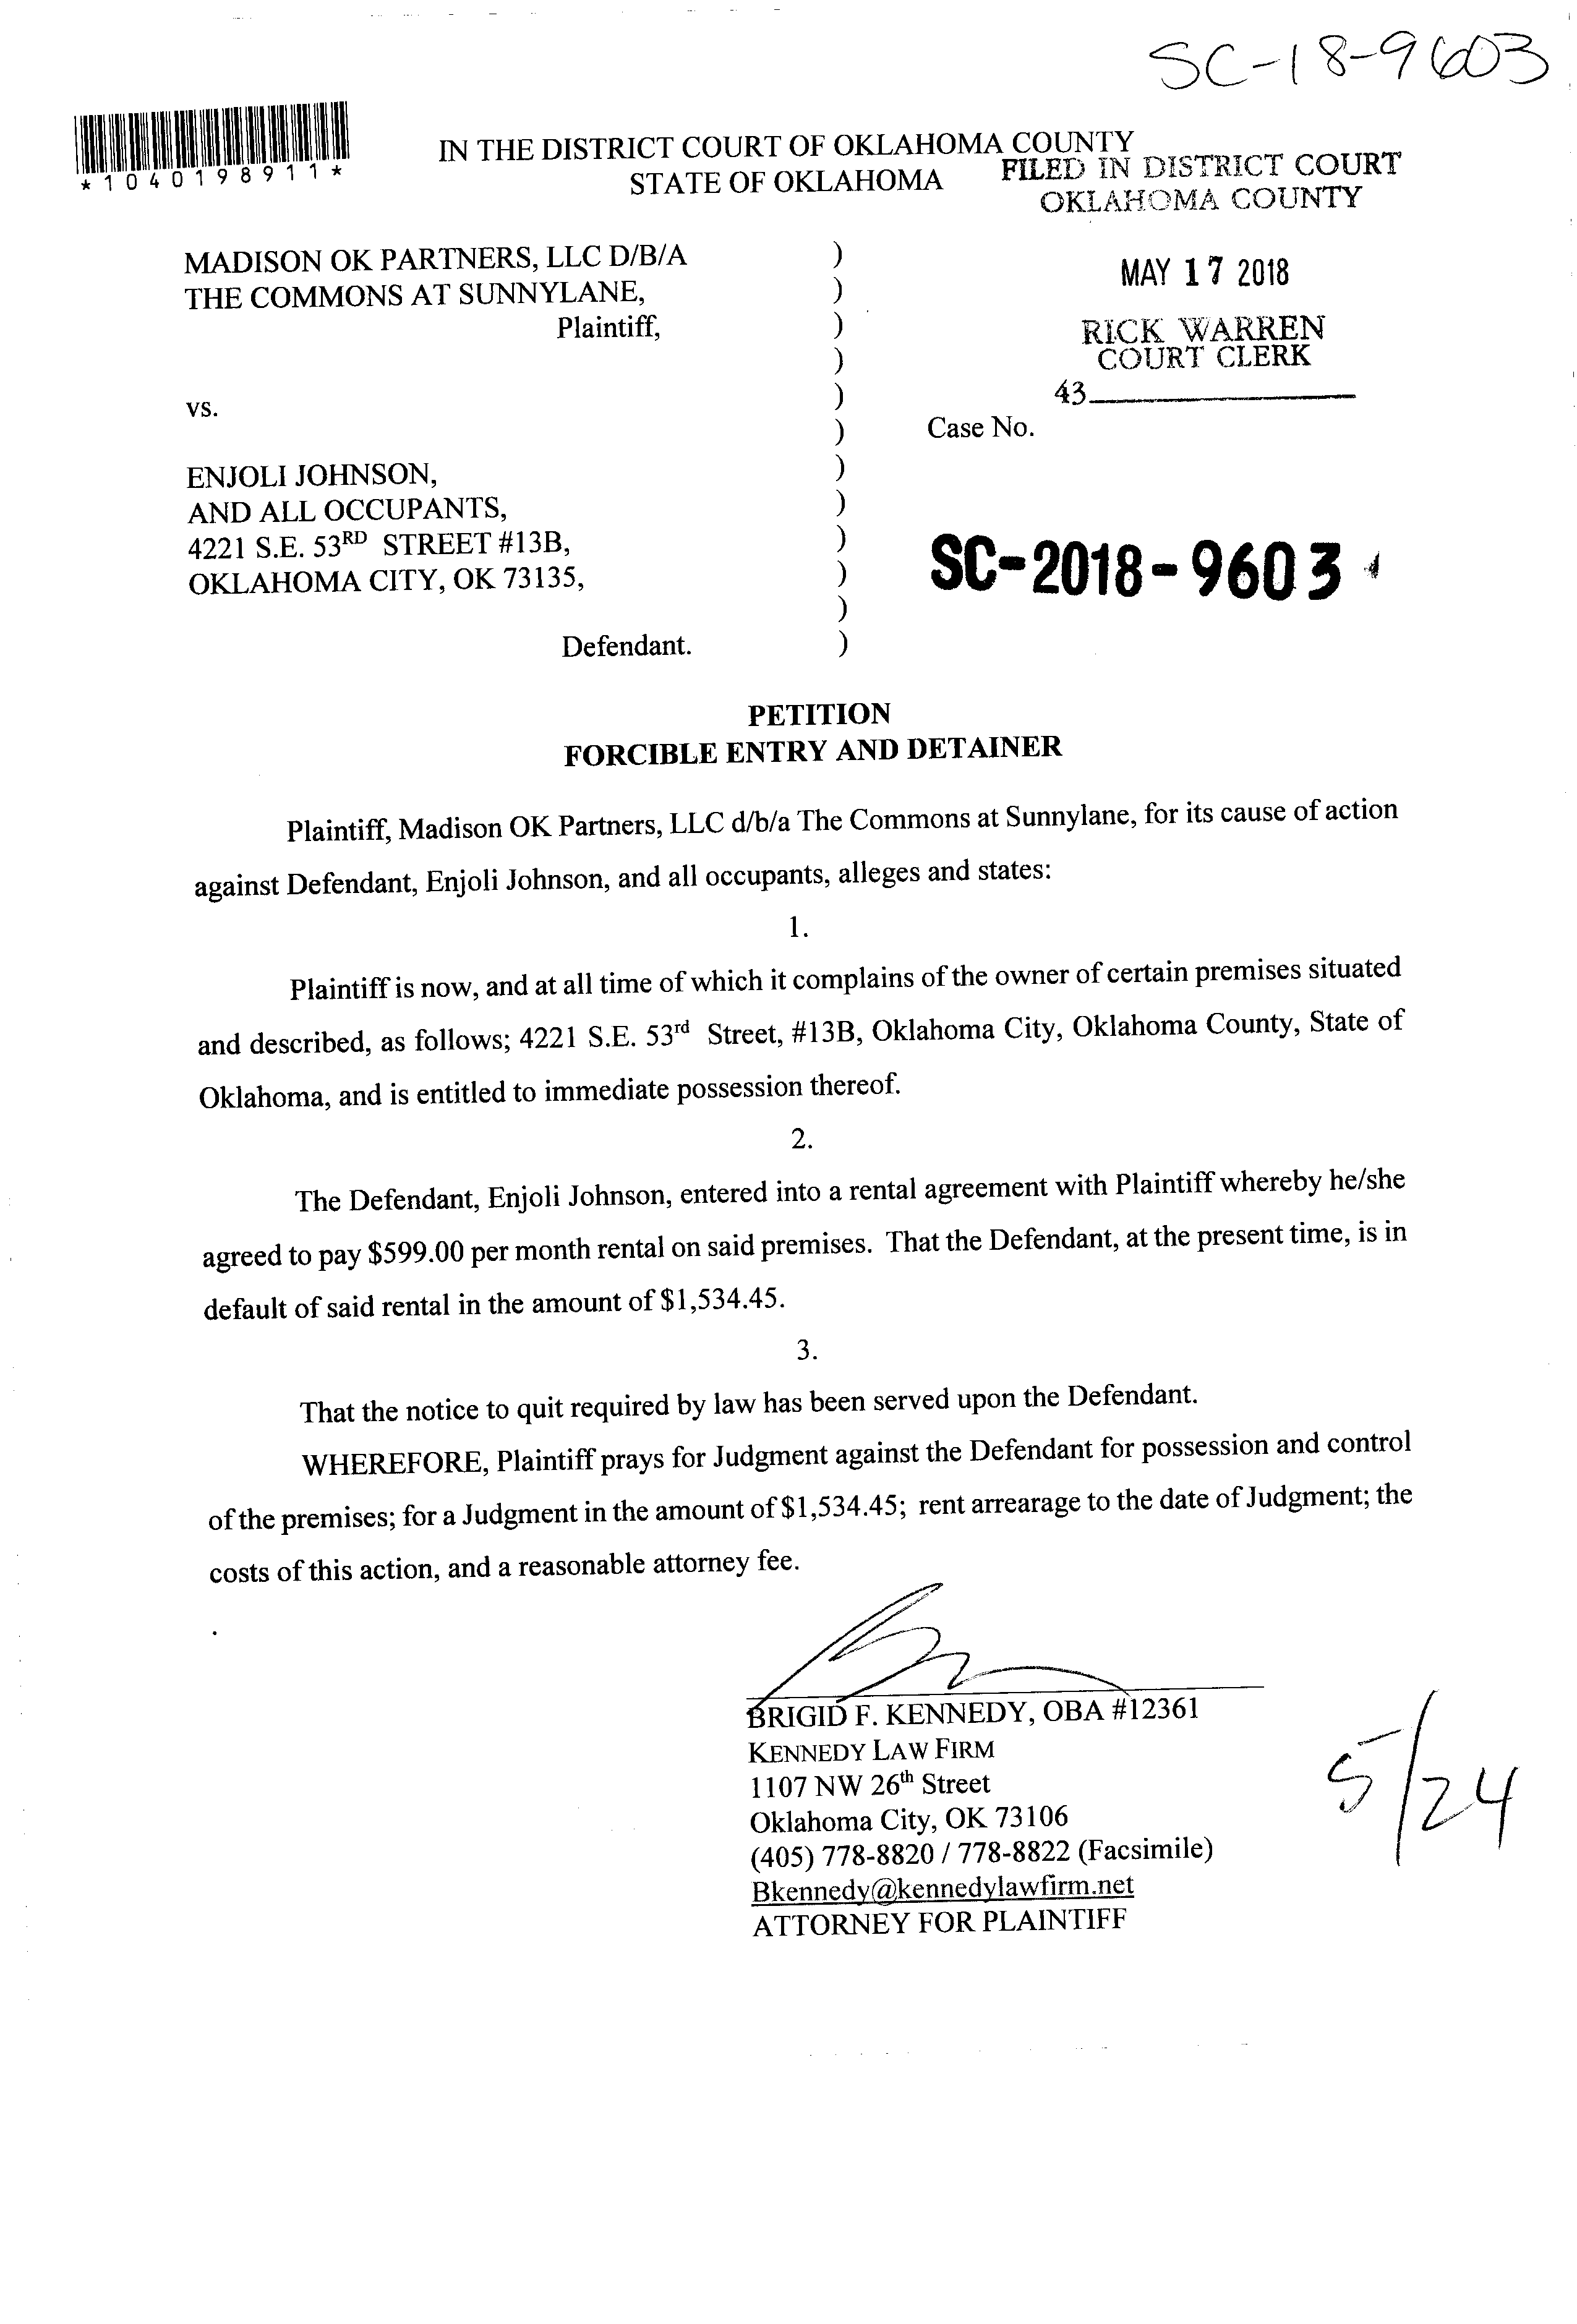 SC-18-9603
*1040198911*
IN THE DISTRICT COURT OF OKLAHOMA COUNTY
STATE OF OKLAHOMA
FILED IN DISTRICT COURT
OKLAHOMA COUNTY
MADISON OK PARTNERS, LLC D/B/A )
THE COMMONS AT SUNNYLANE, )
Plaintiff, )
)
vs. )
)
ENJOLI JOHNSON, )
AND ALL OCCUPANTS, )
4221 S.E. 53RD STREET #13B, )
OKLAHOMA CITY, OK 73135, )
)
Defendant. )
MAY 17 2018
RICK WARREN
COURT CLERK
43
Case No.
SC-2018-9603
PETITION
FORCIBLE ENTRY AND DETAINER
Plaintiff, Madison OK Partners, LLC d/b/a The Commons at Sunnylane, for its cause of action
against Defendant, Enjoli Johnson, and all occupants, alleges and states:
1.
Plaintiff is now, and at all time of which it complains of the owner of certain premises situated
and described, as follows; 4221 S.E. 53rd Street, #13B, Oklahoma City, Oklahoma County, State of
Oklahoma, and is entitled to immediate possession thereof.
2.
The Defendant, Enjoli Johnson, entered into a rental agreement with Plaintiff whereby he/she
agreed to pay $599.00 per month rental on said premises. That the Defendant, at the present time, is in
default of said rental in the amount of $1,534.45.
3.
That the notice to quit required by law has been served upon the Defendant.
WHEREFORE, Plaintiff prays for Judgment against the Defendant for possession and control
of the premises; for a Judgment in the amount of $1,534.45; rent arrearage to the date of Judgment; the
costs of this action, and a reasonable attorney fee.
.
BRIGID F. KENNEDY, OBA #12361
KENNEDY LAW FIRM
1107 NW 26th Street
Oklahoma City, OK 73106
(405) 778-8820 / 778-8822 (Facsimile)
Bkennedy@kennedylawfirm.net
ATTORNEY FOR PLAINTIFF
5/24